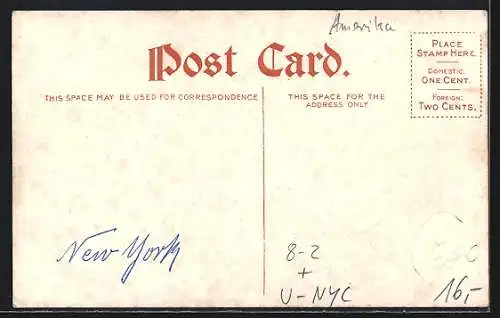 Amerika
Post Card.
PLACE
STAMP HERE.
DOMESTIC.
ONE CENT.
FOREIGN:
TWO CENTS.
THIS SPACE MAY BE USED FOR CORRESPONDENCE
THIS SPACE FOR THE
ADDRESS ONLY
New York
8-2
+
U-NYC
16,-